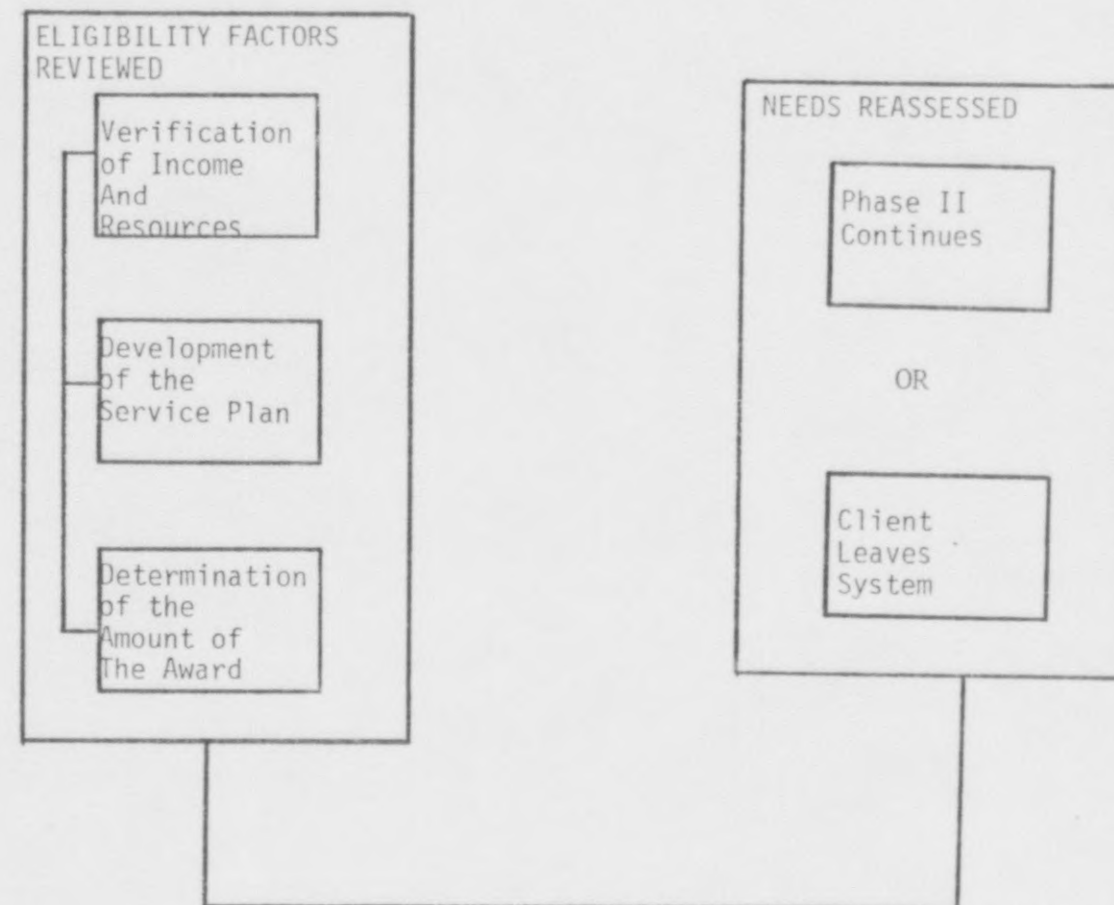 ELIGIBILITY FACTORS
REVIEWED
Verification
of Income
And
Resources
Development
of the
Service Plan
Determination
of the
Amount of
The Award
NEEDS REASSESSED
Phase II
Continues
OR
Client
Leaves
System